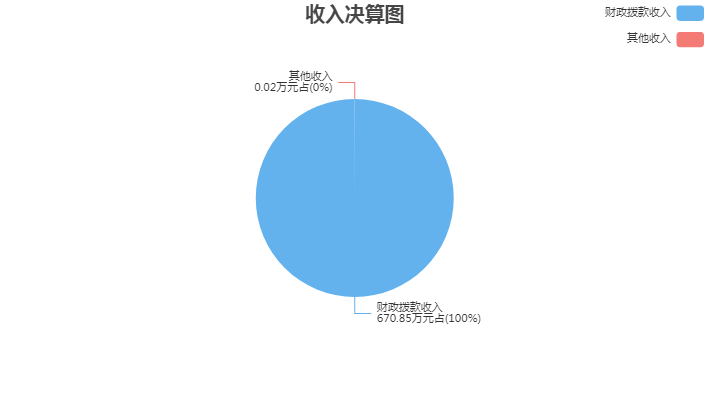 收入决算图
财政拨款收入
其他收入
其他收入
0.02万元占(0%)
财政拨款收入
670.85万元占(100%)